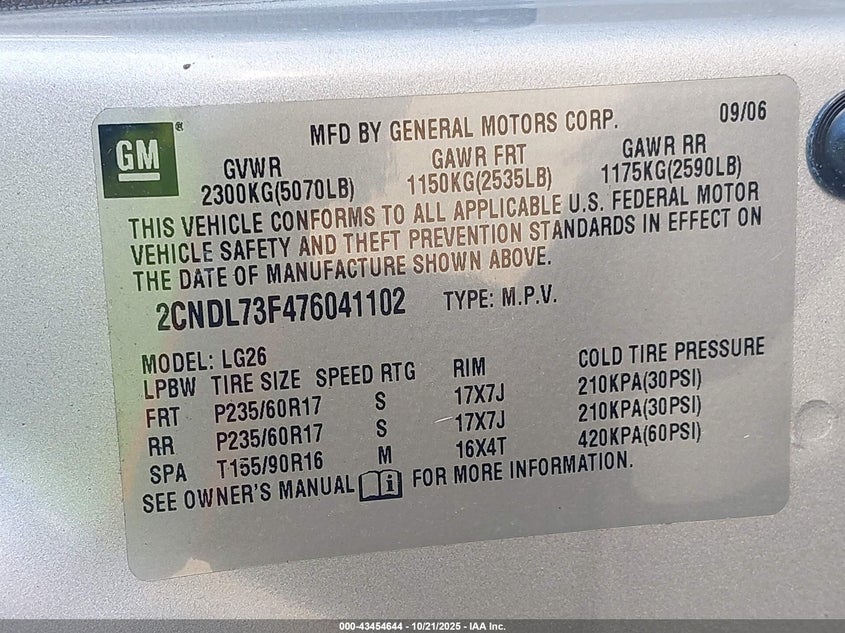 GM ®
MFD BY GENERAL MOTORS CORP. 09/06
GVWR GAWR FRT GAWR RR
2300KG(5070LB) 1150KG(2535LB) 1175KG(2590LB)
THIS VEHICLE CONFORMS TO ALL APPLICABLE U.S. FEDERAL MOTOR
VEHICLE SAFETY AND THEFT PREVENTION STANDARDS IN EFFECT ON
THE DATE OF MANUFACTURE SHOWN ABOVE.
2CNDL73F476041102 TYPE: M.P.V.
MODEL: LG26
LPBW TIRE SIZE SPEED RTG RIM COLD TIRE PRESSURE
FRT P235/60R17 S 17X7J 210KPA(30PSI)
RR P235/60R17 S 17X7J 210KPA(30PSI)
SPA T155/90R16 M 16X4T 420KPA(60PSI)
SEE OWNER'S MANUAL FOR MORE INFORMATION.
000-43454644 | 10/21/2025 | IAA Inc.